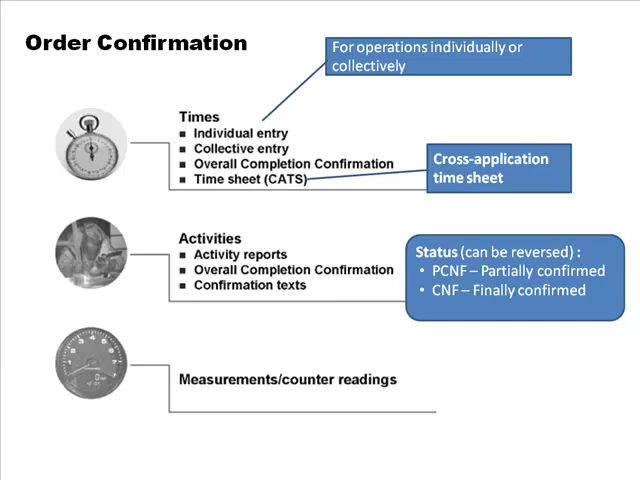 Order Confirmation
For operations individually or
collectively
Times
■ Individual entry
■ Collective entry
■ Overall Completion Confirmation
■ Time sheet (CATS)
Cross-application
time sheet
Activities
■ Activity reports
■ Overall Completion Confirmation
■ Confirmation texts
Status (can be reversed) :
• PCNF – Partially confirmed
• CNF – Finally confirmed
Measurements/counter readings